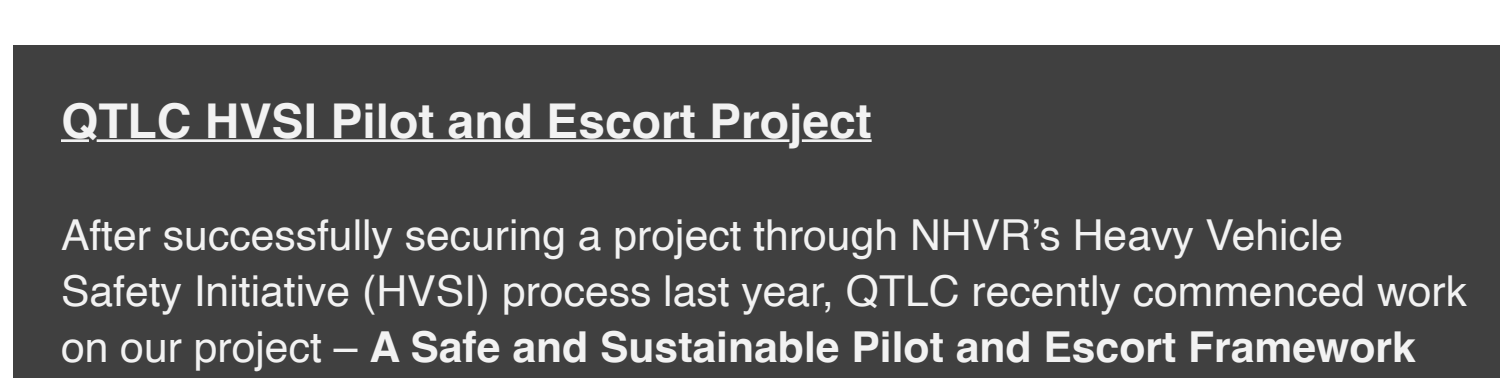 QTLC HVSI Pilot and Escort Project
After successfully securing a project through NHVR’s Heavy Vehicle
Safety Initiative (HVSI) process last year, QTLC recently commenced work
on our project – A Safe and Sustainable Pilot and Escort Framework